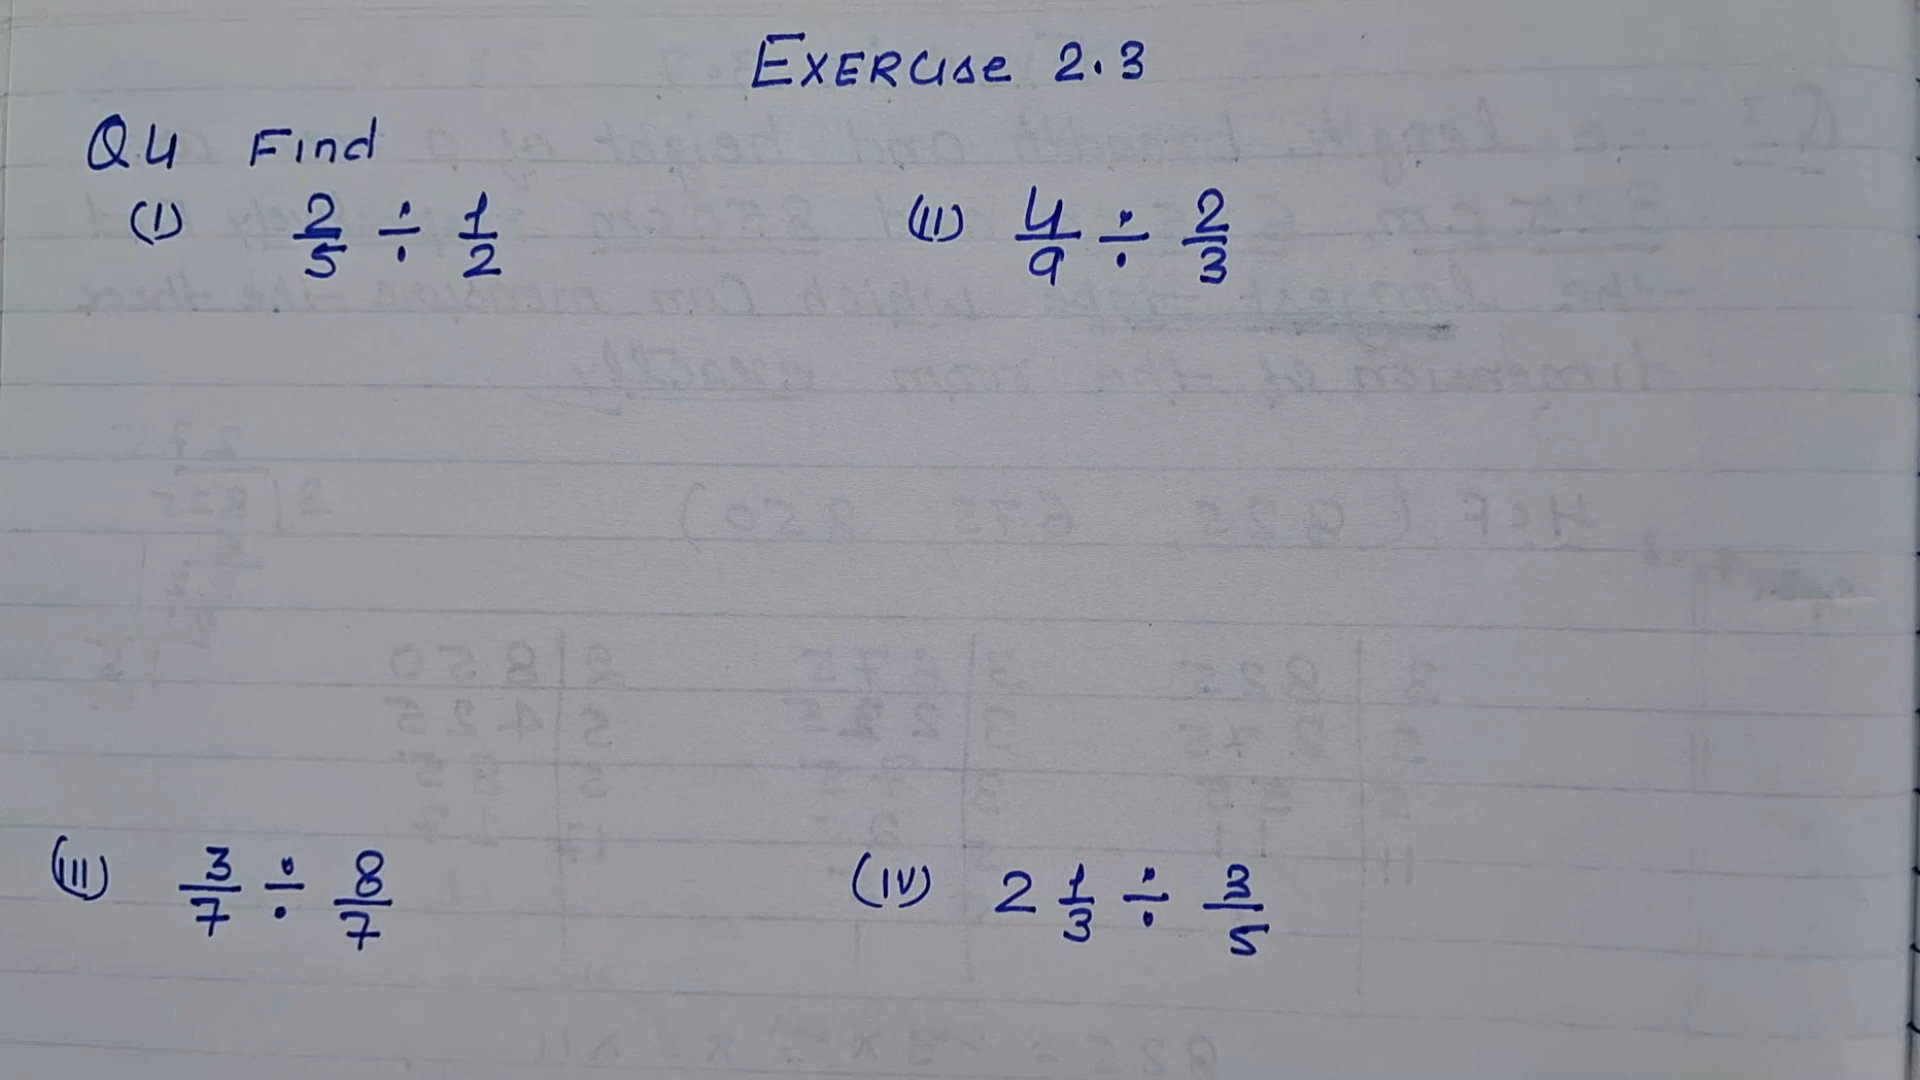 Exercise 2.3
Q.4 Find
(I) 2/5 ÷ 1/2 (II) 4/9 ÷ 2/3
(III) 3/7 ÷ 8/7 (IV) 2 1/3 ÷ 3/5